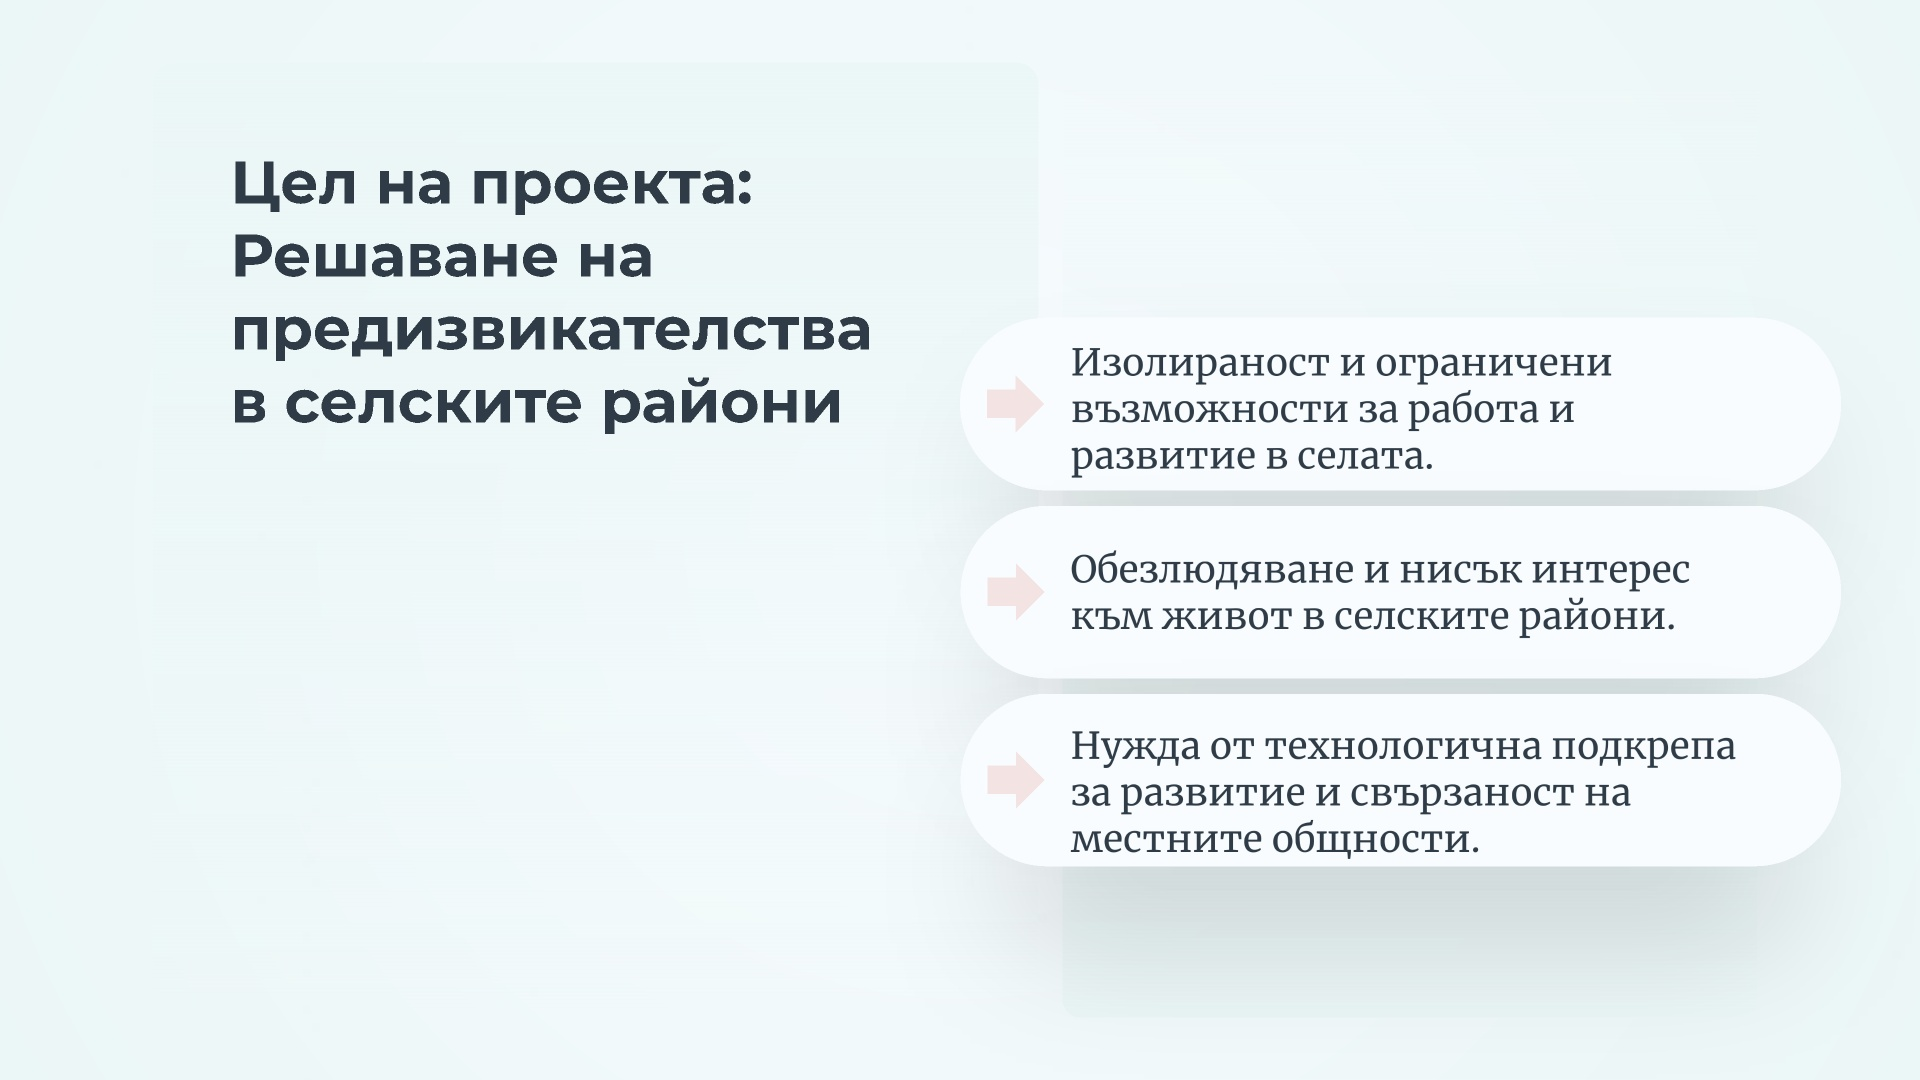 Цел на проекта:
Решаване на
предизвикателства
в селските райони
Изолираност и ограничени
възможности за работа и
развитие в селата.
Обезлюдяване и нисък интерес
към живот в селските райони.
Нужда от технологична подкрепа
за развитие и свързаност на
местните общности.